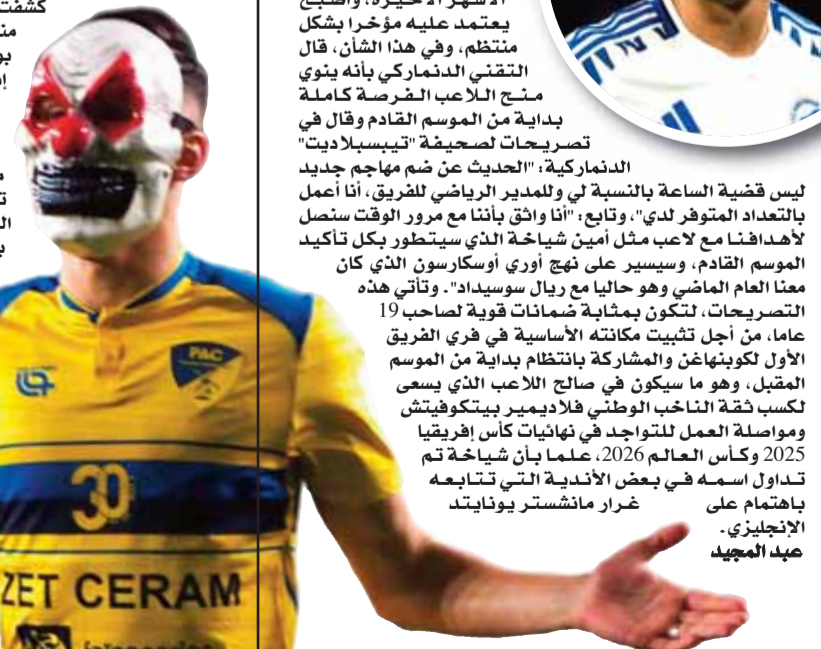 كشفت
يعتمد عليه مؤخرا بشكل
منتظم، وفي هذا الشأن، قال
التقني الدنماركي بأنه ينوي
منح اللاعب الفرصة كاملة
بداية من الموسم القادم وقال في
تصريحات لصحيفة "تيبسبلاديت"
الدنماركية: "الحديث عن ضم مهاجم جديد
ليس قضية الساعة بالنسبة لي وللمدير الرياضي للفريق، أنا أعمل
بالتعداد المتوفر لدي"، وتابع: "أنا واثق بأننا مع مرور الوقت سنصل
لأهدافنا مع لاعب مثل أمين شياخة الذي سيتطور بكل تأكيد
الموسم القادم، وسيسير على نهج أوري أوسكارسون الذي كان
معنا العام الماضي وهو حاليا مع ريال سوسيداد". وتأتي هذه
التصريحات، لتكون بمثابة ضمانات قوية لصاحب 19
عاما، من أجل تثبيت مكانته الأساسية في فري الفريق
الأول لكوبنهاغن والمشاركة بانتظام بداية من الموسم
المقبل، وهو ما سيكون في صالح اللاعب الذي يسعى
لكسب ثقة الناخب الوطني فلاديمير بيتكوفيتش
ومواصلة العمل للتواجد في نهائيات كأس إفريقيا
2025 وكأس العالم 2026، علما بأن شياخة تم
تداول اسمه في بعض الأندية التي تتابعه
باهتمام على غرار مانشستر يونايتد
الإنجليزي.
عبد المجيد
PAC
30
ZET CERAM